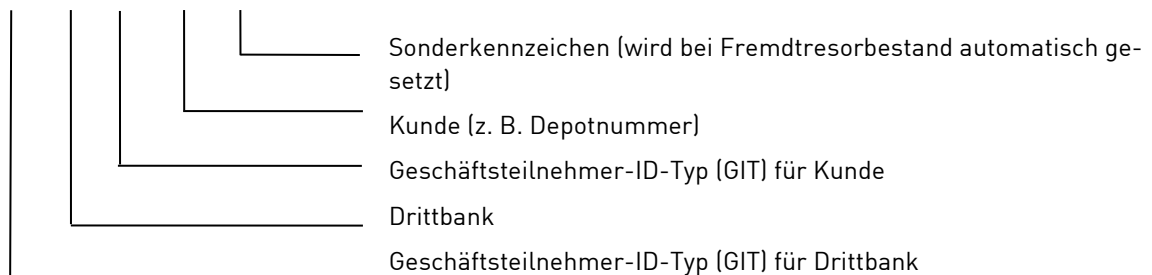 Sonderkennzeichen (wird bei Fremdtresorbestand automatisch ge-
setzt)
Kunde (z. B. Depotnummer)
Geschäftsteilnehmer-ID-Typ (GIT) für Kunde
Drittbank
Geschäftsteilnehmer-ID-Typ (GIT) für Drittbank